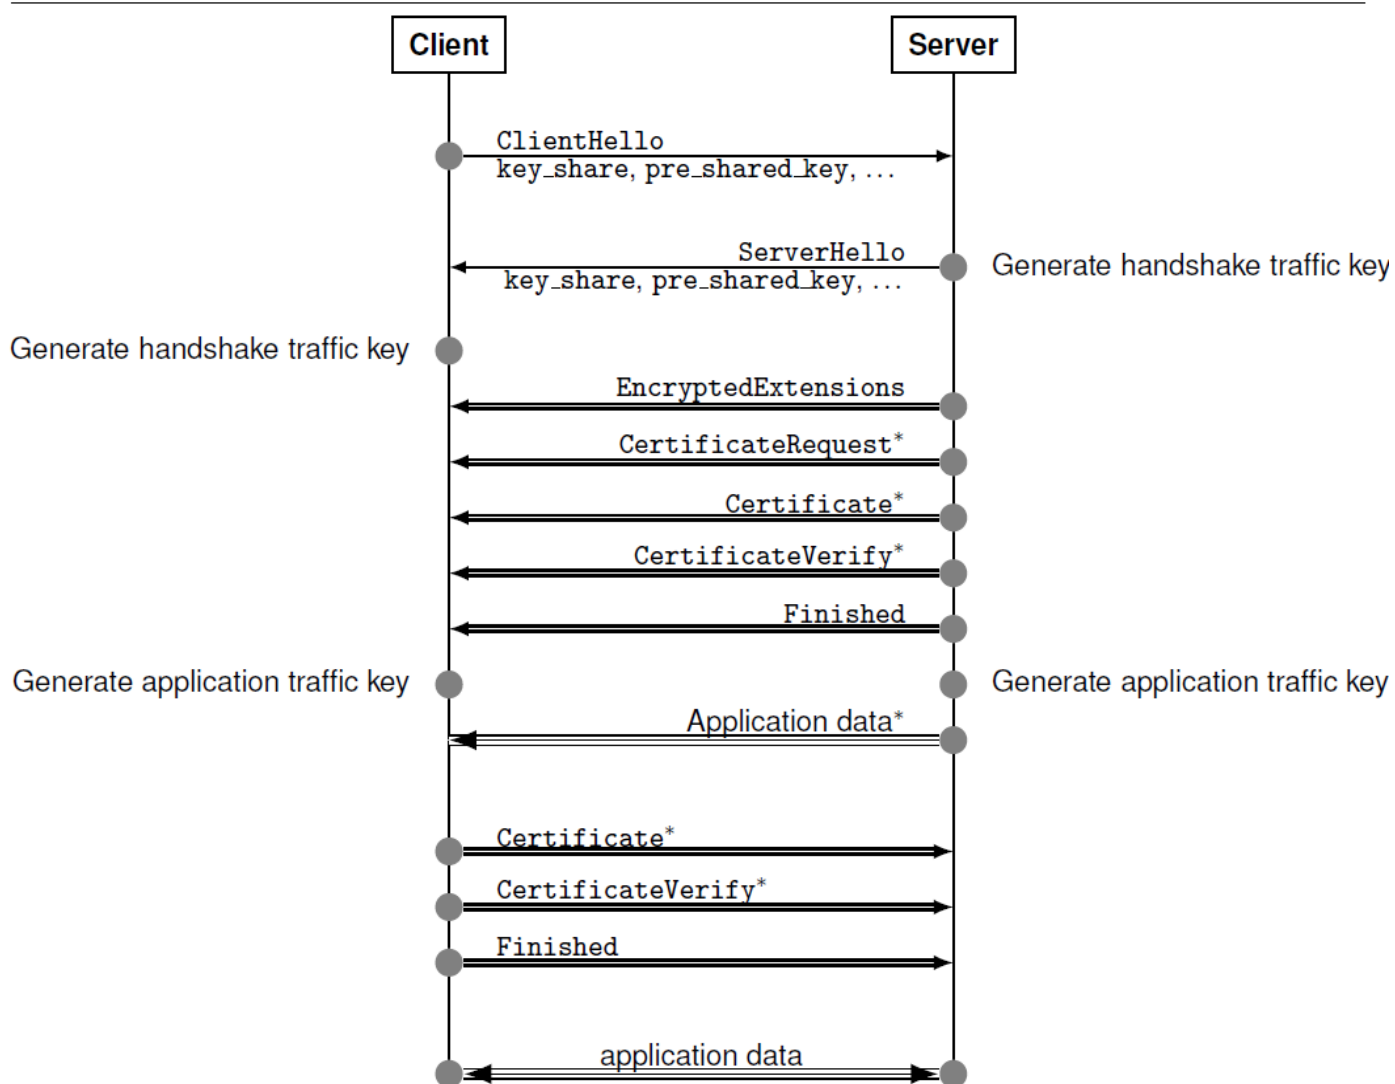 Client
Server
ClientHello
key_share, pre_shared_key, ...
ServerHello
key_share, pre_shared_key, ...
Generate handshake traffic key
Generate handshake traffic key
EncryptedExtensions
CertificateRequest*
Certificate*
CertificateVerify*
Finished
Generate application traffic key
Generate application traffic key
Application data*
Certificate*
CertificateVerify*
Finished
application data